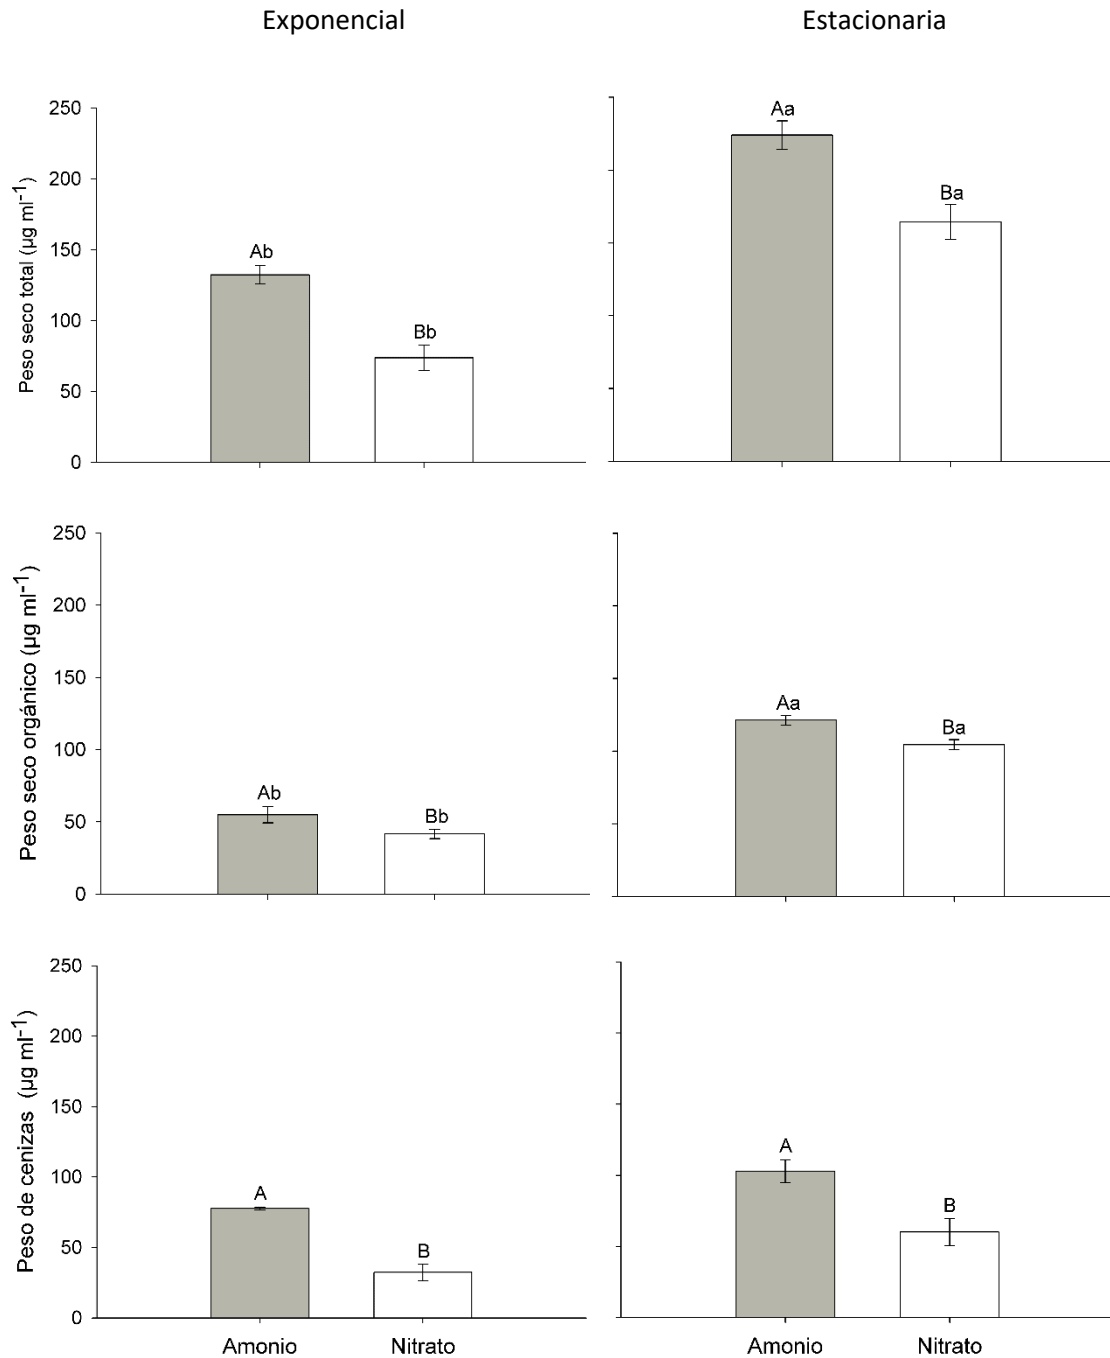 Exponencial
Estacionaria
Peso seco total (µg ml⁻¹)
250
200
150
100
50
0
Ab
Bb
Aa
Ba
Peso seco orgánico (µg ml⁻¹)
250
200
150
100
50
0
Ab
Bb
Aa
Ba
Peso de cenizas (µg ml⁻¹)
250
200
150
100
50
0
A
B
A
B
Amonio
Nitrato
Amonio
Nitrato